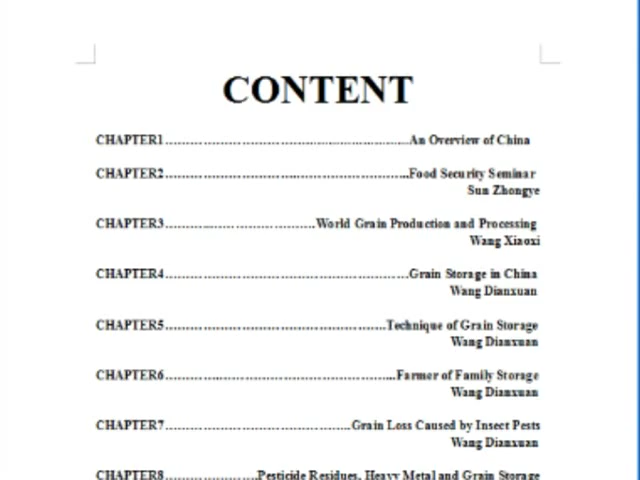 CONTENT
CHAPTER1..........................................................An Overview of China
CHAPTER2..........................................................Food Security Seminar
Sun Zhongye
CHAPTER3....................................World Grain Production and Processing
Wang Xiaoxi
CHAPTER4..........................................................Grain Storage in China
Wang Dianxuan
CHAPTER5.....................................................Technique of Grain Storage
Wang Dianxuan
CHAPTER6.......................................................Farmer of Family Storage
Wang Dianxuan
CHAPTER7............................................Grain Loss Caused by Insect Pests
Wang Dianxuan
CHAPTER8......................Pesticide Residues, Heavy Metal and Grain Storage